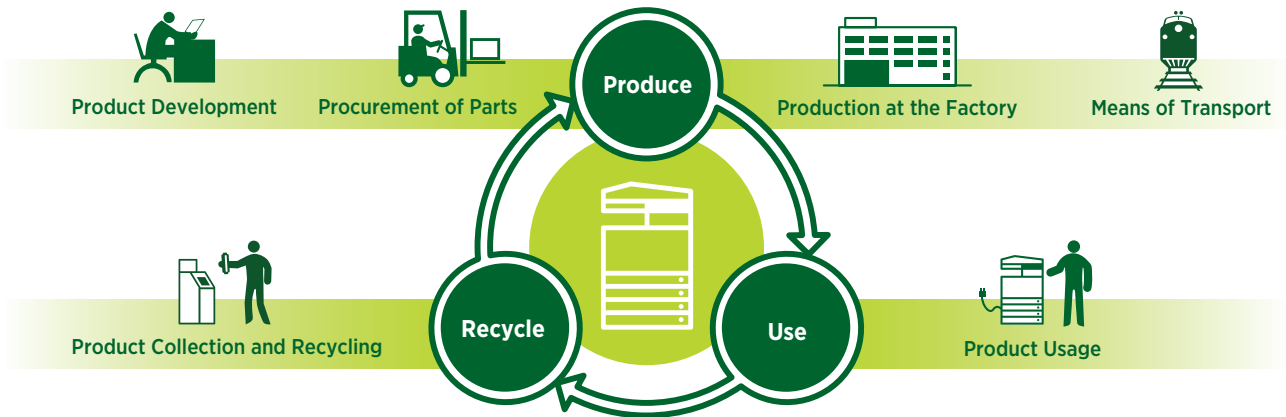 Product Development
Procurement of Parts
Produce
Production at the Factory
Means of Transport
Product Collection and Recycling
Recycle
Use
Product Usage